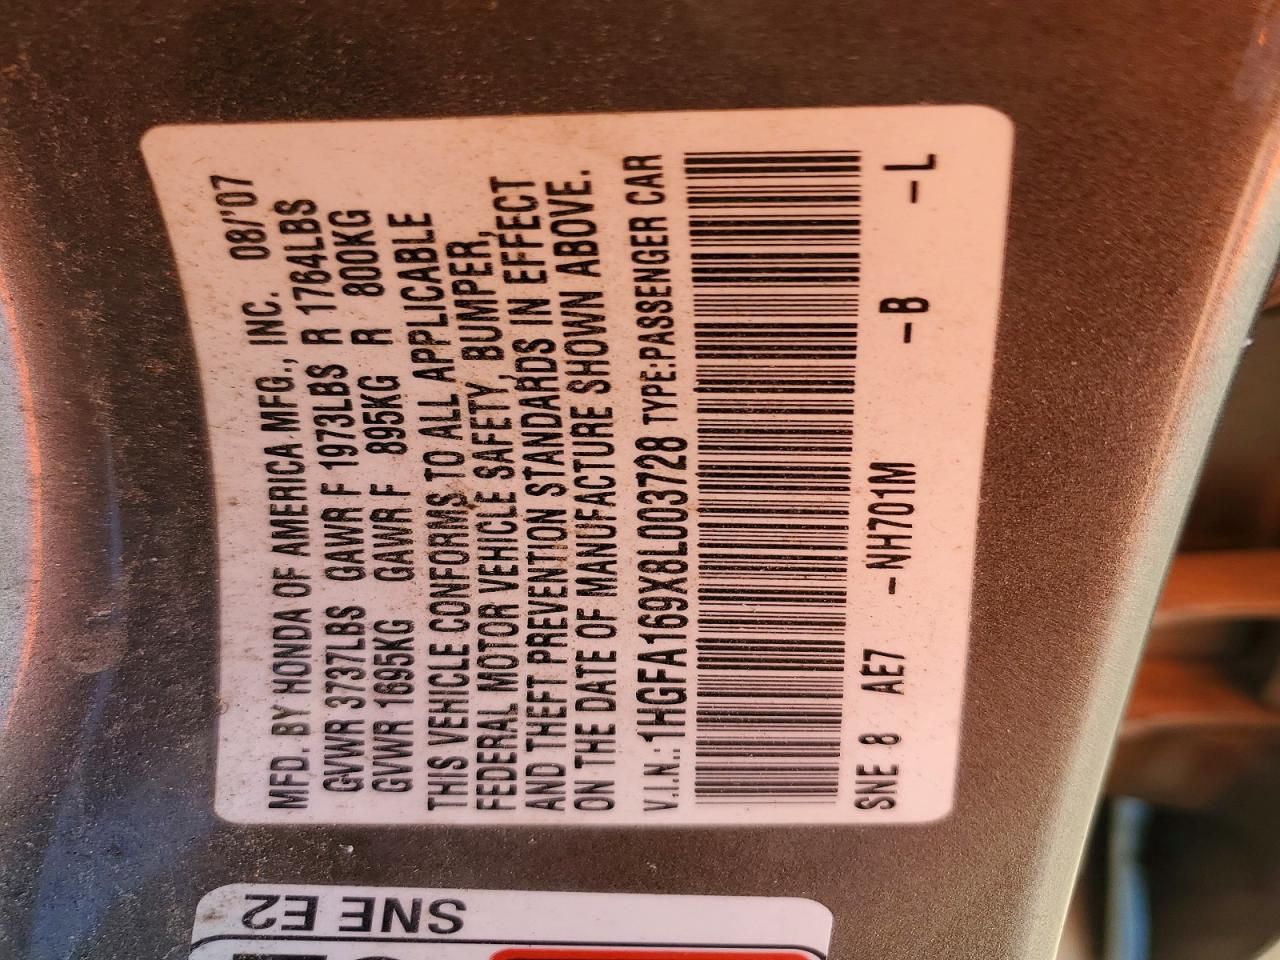 MFD. BY HONDA OF AMERICA MFG., INC. 08/'07
GVWR 3737LBS GAWR F 1973LBS R 1764LBS
GVWR 1695KG GAWR F 895KG R 800KG
THIS VEHICLE CONFORMS TO ALL APPLICABLE
FEDERAL MOTOR VEHICLE SAFETY, BUMPER,
AND THEFT PREVENTION STANDARDS IN EFFECT
ON THE DATE OF MANUFACTURE SHOWN ABOVE.
V.I.N.: 1HGFA169X8L003728 TYPE:PASSENGER CAR
SNE 8 AE7 -NH701M -B -L
SNE E2